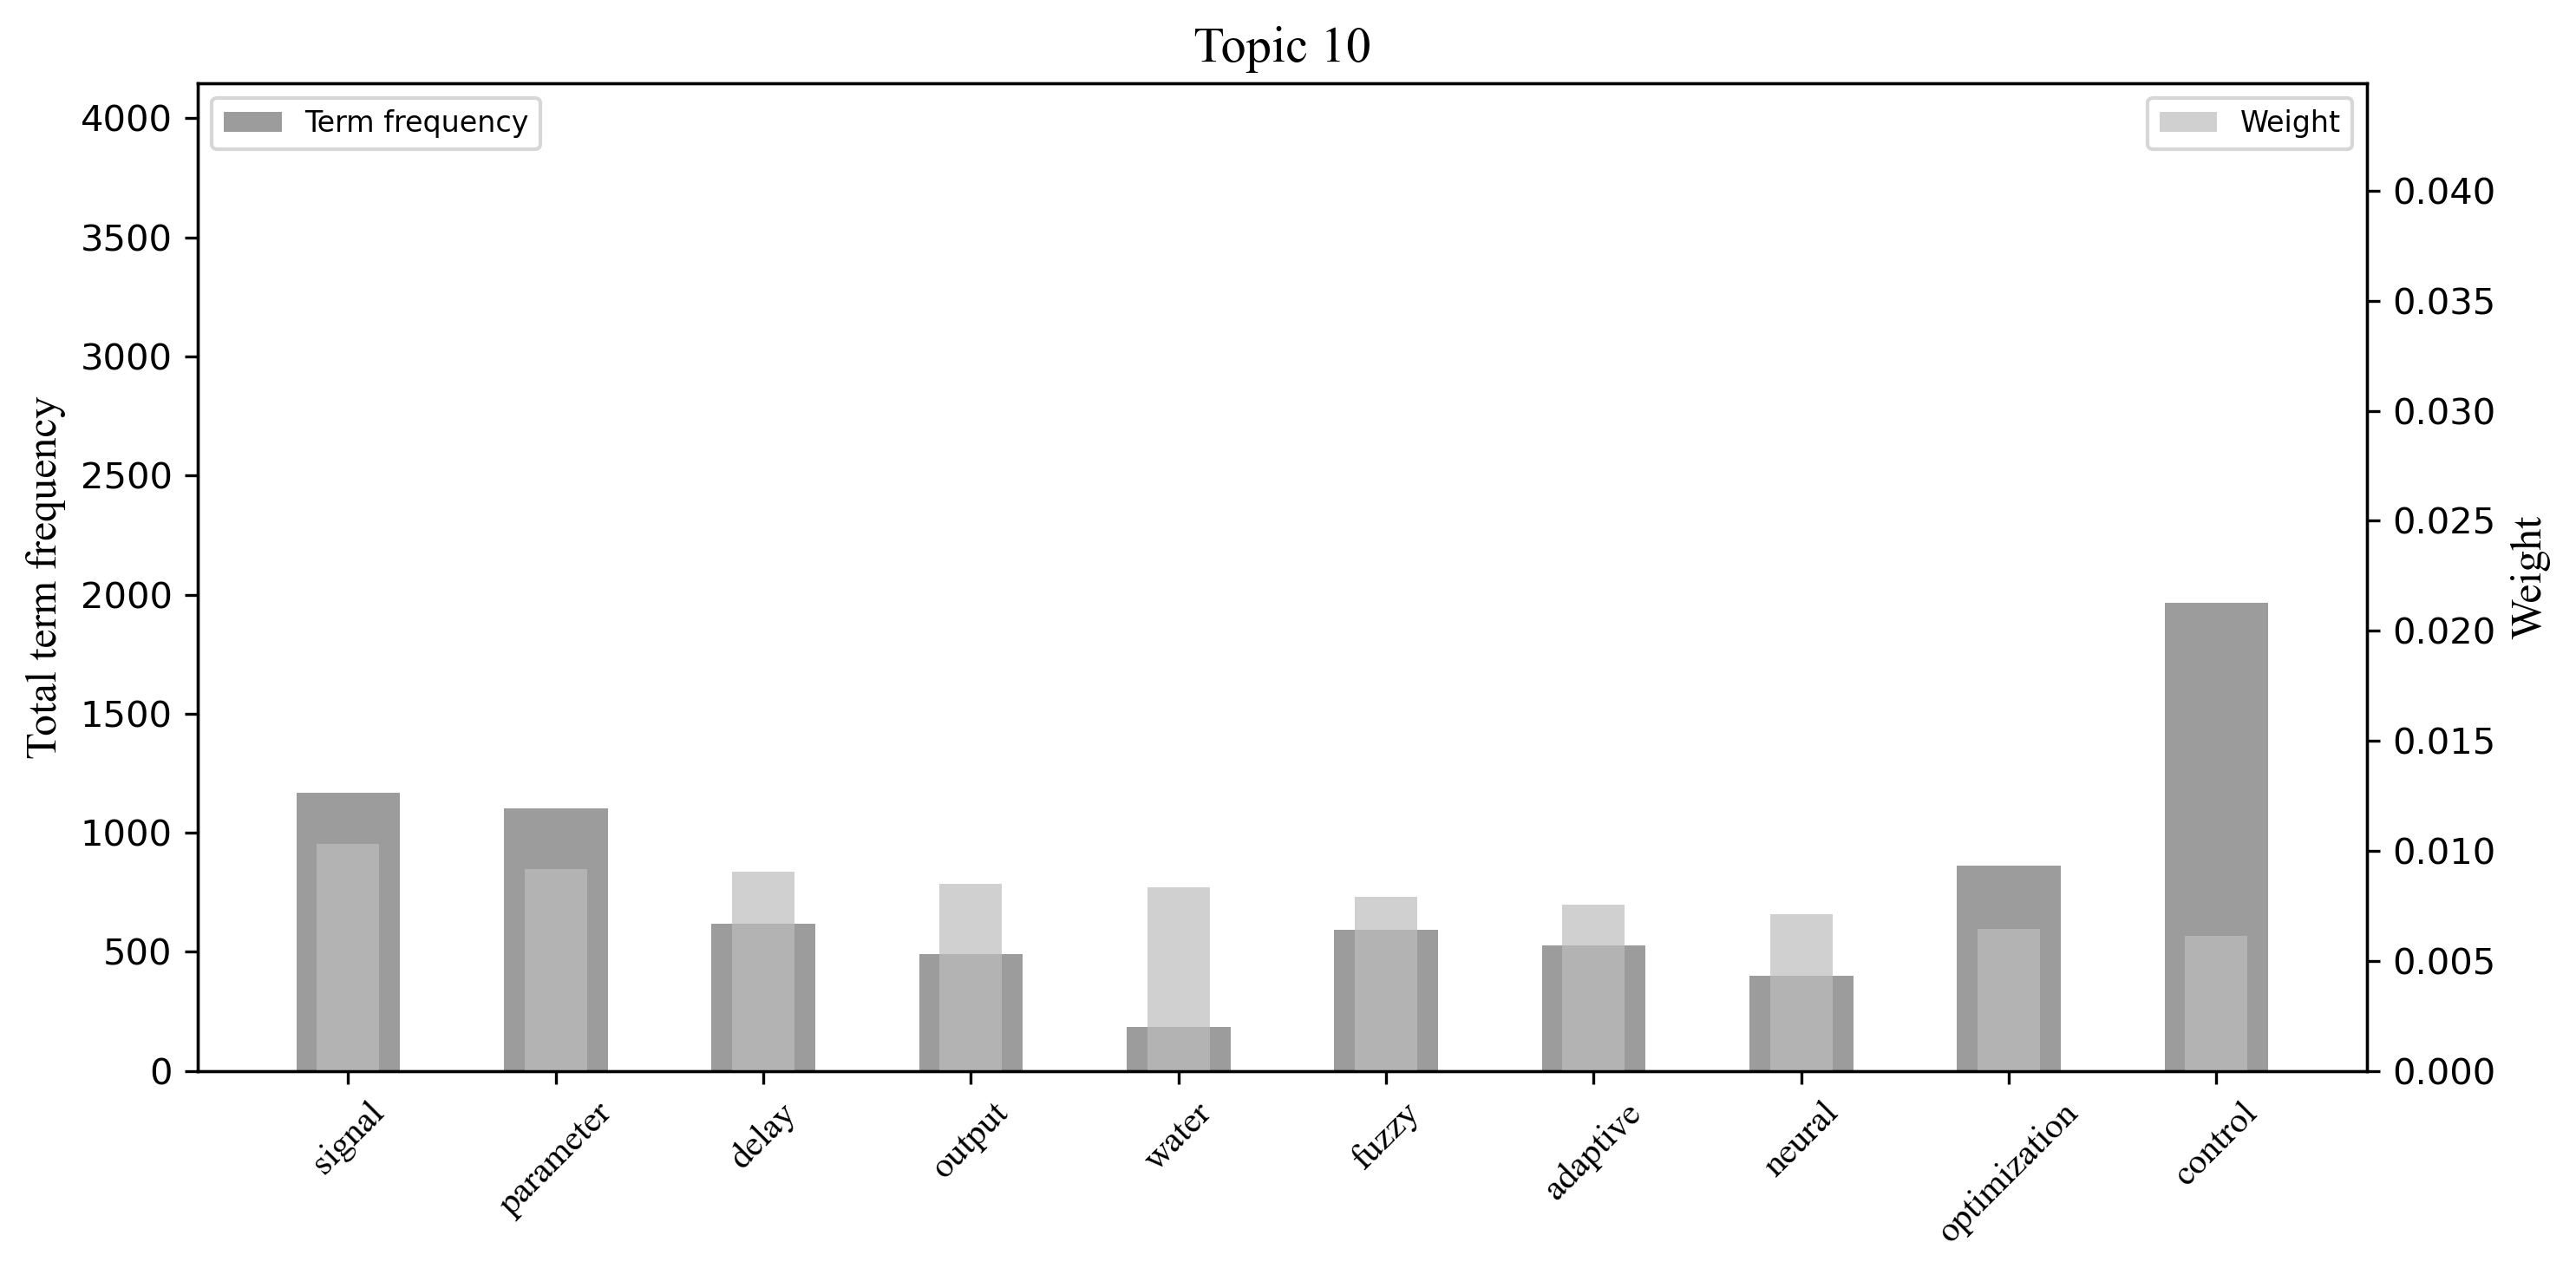 Topic 10
Term frequency
Weight
4000
3500
3000
2500
2000
1500
1000
500
0
Total term frequency
0.040
0.035
0.030
0.025
0.020
0.015
0.010
0.005
0.000
Weight
signal
parameter
delay
output
water
fuzzy
adaptive
neural
optimization
control